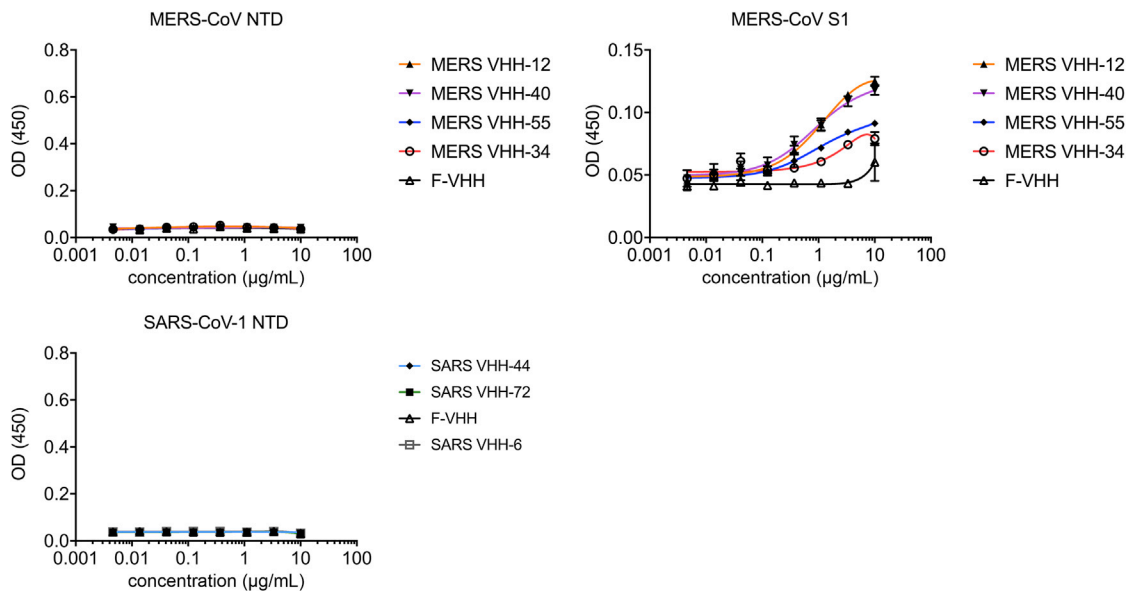 MERS-CoV NTD
OD (450)
0.8
0.6
0.4
0.2
0.0
0.001 0.01 0.1 1 10 100
concentration (µg/mL)
MERS VHH-12
MERS VHH-40
MERS VHH-55
MERS VHH-34
F-VHH
MERS-CoV S1
OD (450)
0.15
0.10
0.05
0.00
0.001 0.01 0.1 1 10 100
concentration (µg/mL)
MERS VHH-12
MERS VHH-40
MERS VHH-55
MERS VHH-34
F-VHH
SARS-CoV-1 NTD
OD (450)
0.8
0.6
0.4
0.2
0.0
0.001 0.01 0.1 1 10 100
concentration (µg/mL)
SARS VHH-44
SARS VHH-72
F-VHH
SARS VHH-6